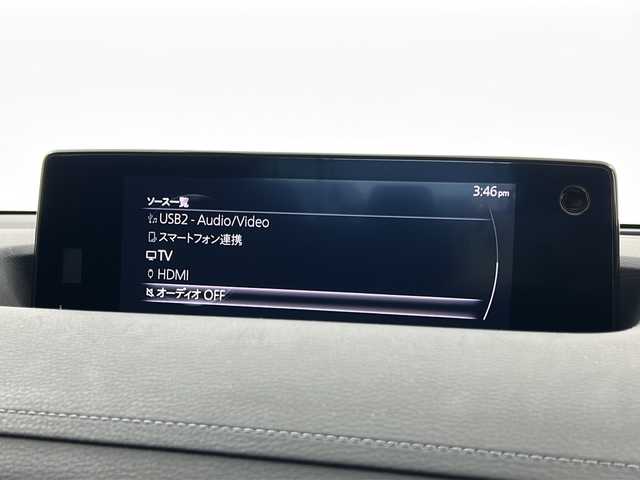 3:46pm
ソース一覧
USB2 - Audio/Video
スマートフォン連携
TV
HDMI
オーディオ OFF